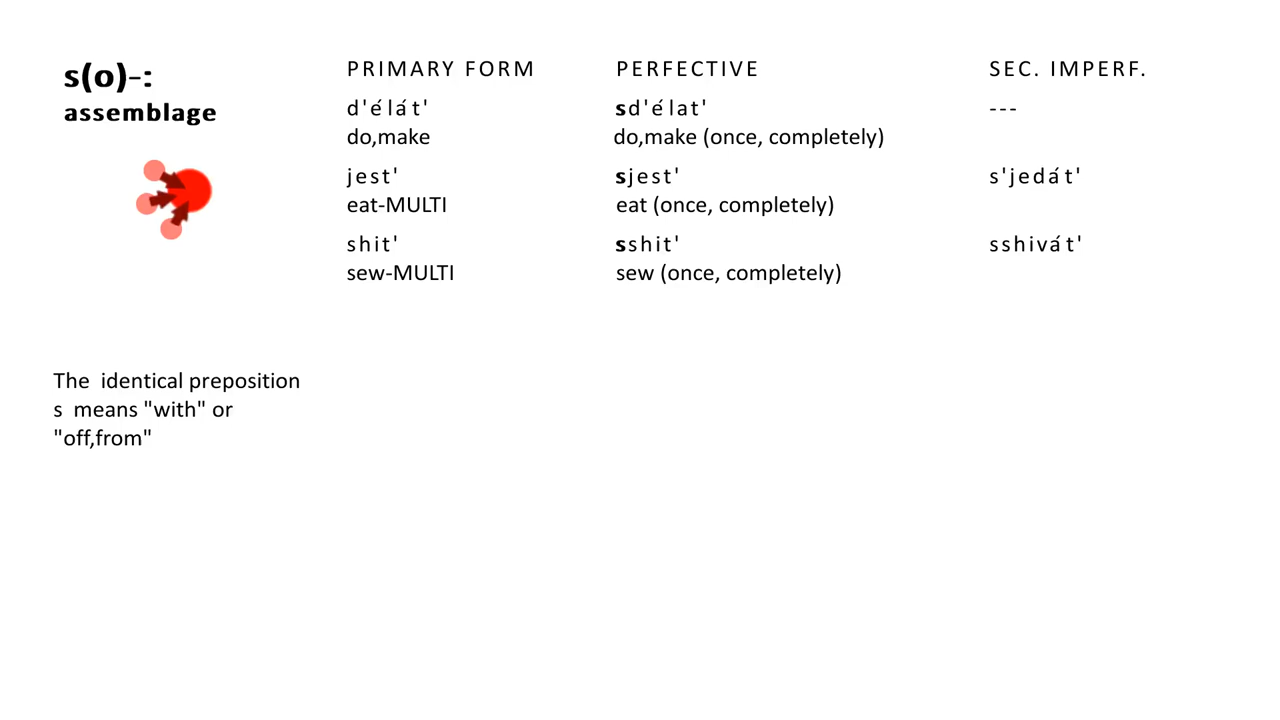 s(o)-:
assemblage
PRIMARY FORM PERFECTIVE SEC. IMPERF.
d'élát' sd'élat' ---
do,make do,make (once, completely)
jest' sjest' s'jedát'
eat-MULTI eat (once, completely)
shit' sshit' sshivát'
sew-MULTI sew (once, completely)
The identical preposition
s means "with" or
"off,from"